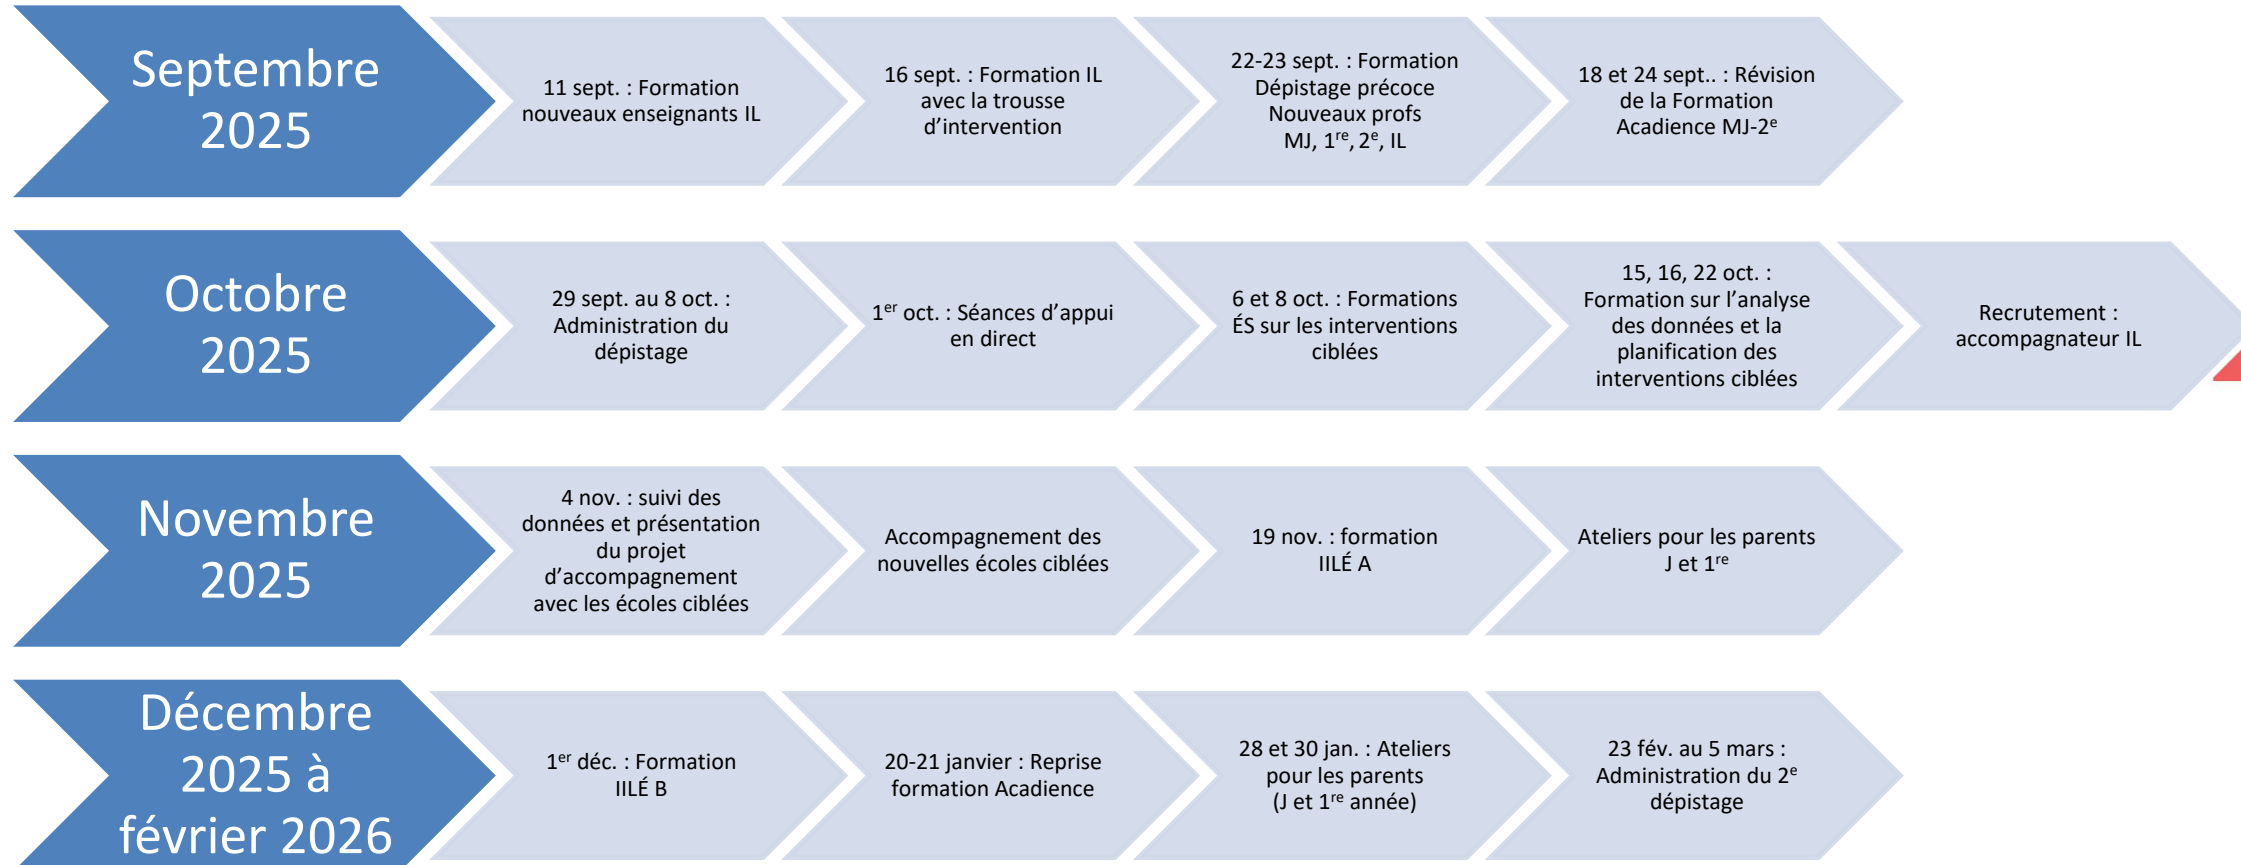 Septembre
2025
11 sept. : Formation
nouveaux enseignants IL
16 sept. : Formation IL
avec la trousse
d’intervention
22-23 sept. : Formation
Dépistage précoce
Nouveaux profs
MJ, 1re, 2e, IL
18 et 24 sept.. : Révision
de la Formation
Acadience MJ-2e
Octobre
2025
29 sept. au 8 oct. :
Administration du
dépistage
1er oct. : Séances d’appui
en direct
6 et 8 oct. : Formations
ÉS sur les interventions
ciblées
15, 16, 22 oct. :
Formation sur l’analyse
des données et la
planification des
interventions ciblées
Recrutement :
accompagnateur IL
Novembre
2025
4 nov. : suivi des
données et présentation
du projet
d’accompagnement
avec les écoles ciblées
Accompagnement des
nouvelles écoles ciblées
19 nov. : formation
IILÉ A
Ateliers pour les parents
J et 1re
Décembre
2025 à
février 2026
1er déc. : Formation
IILÉ B
20-21 janvier : Reprise
formation Acadience
28 et 30 jan. : Ateliers
pour les parents
(J et 1re année)
23 fév. au 5 mars :
Administration du 2e
dépistage